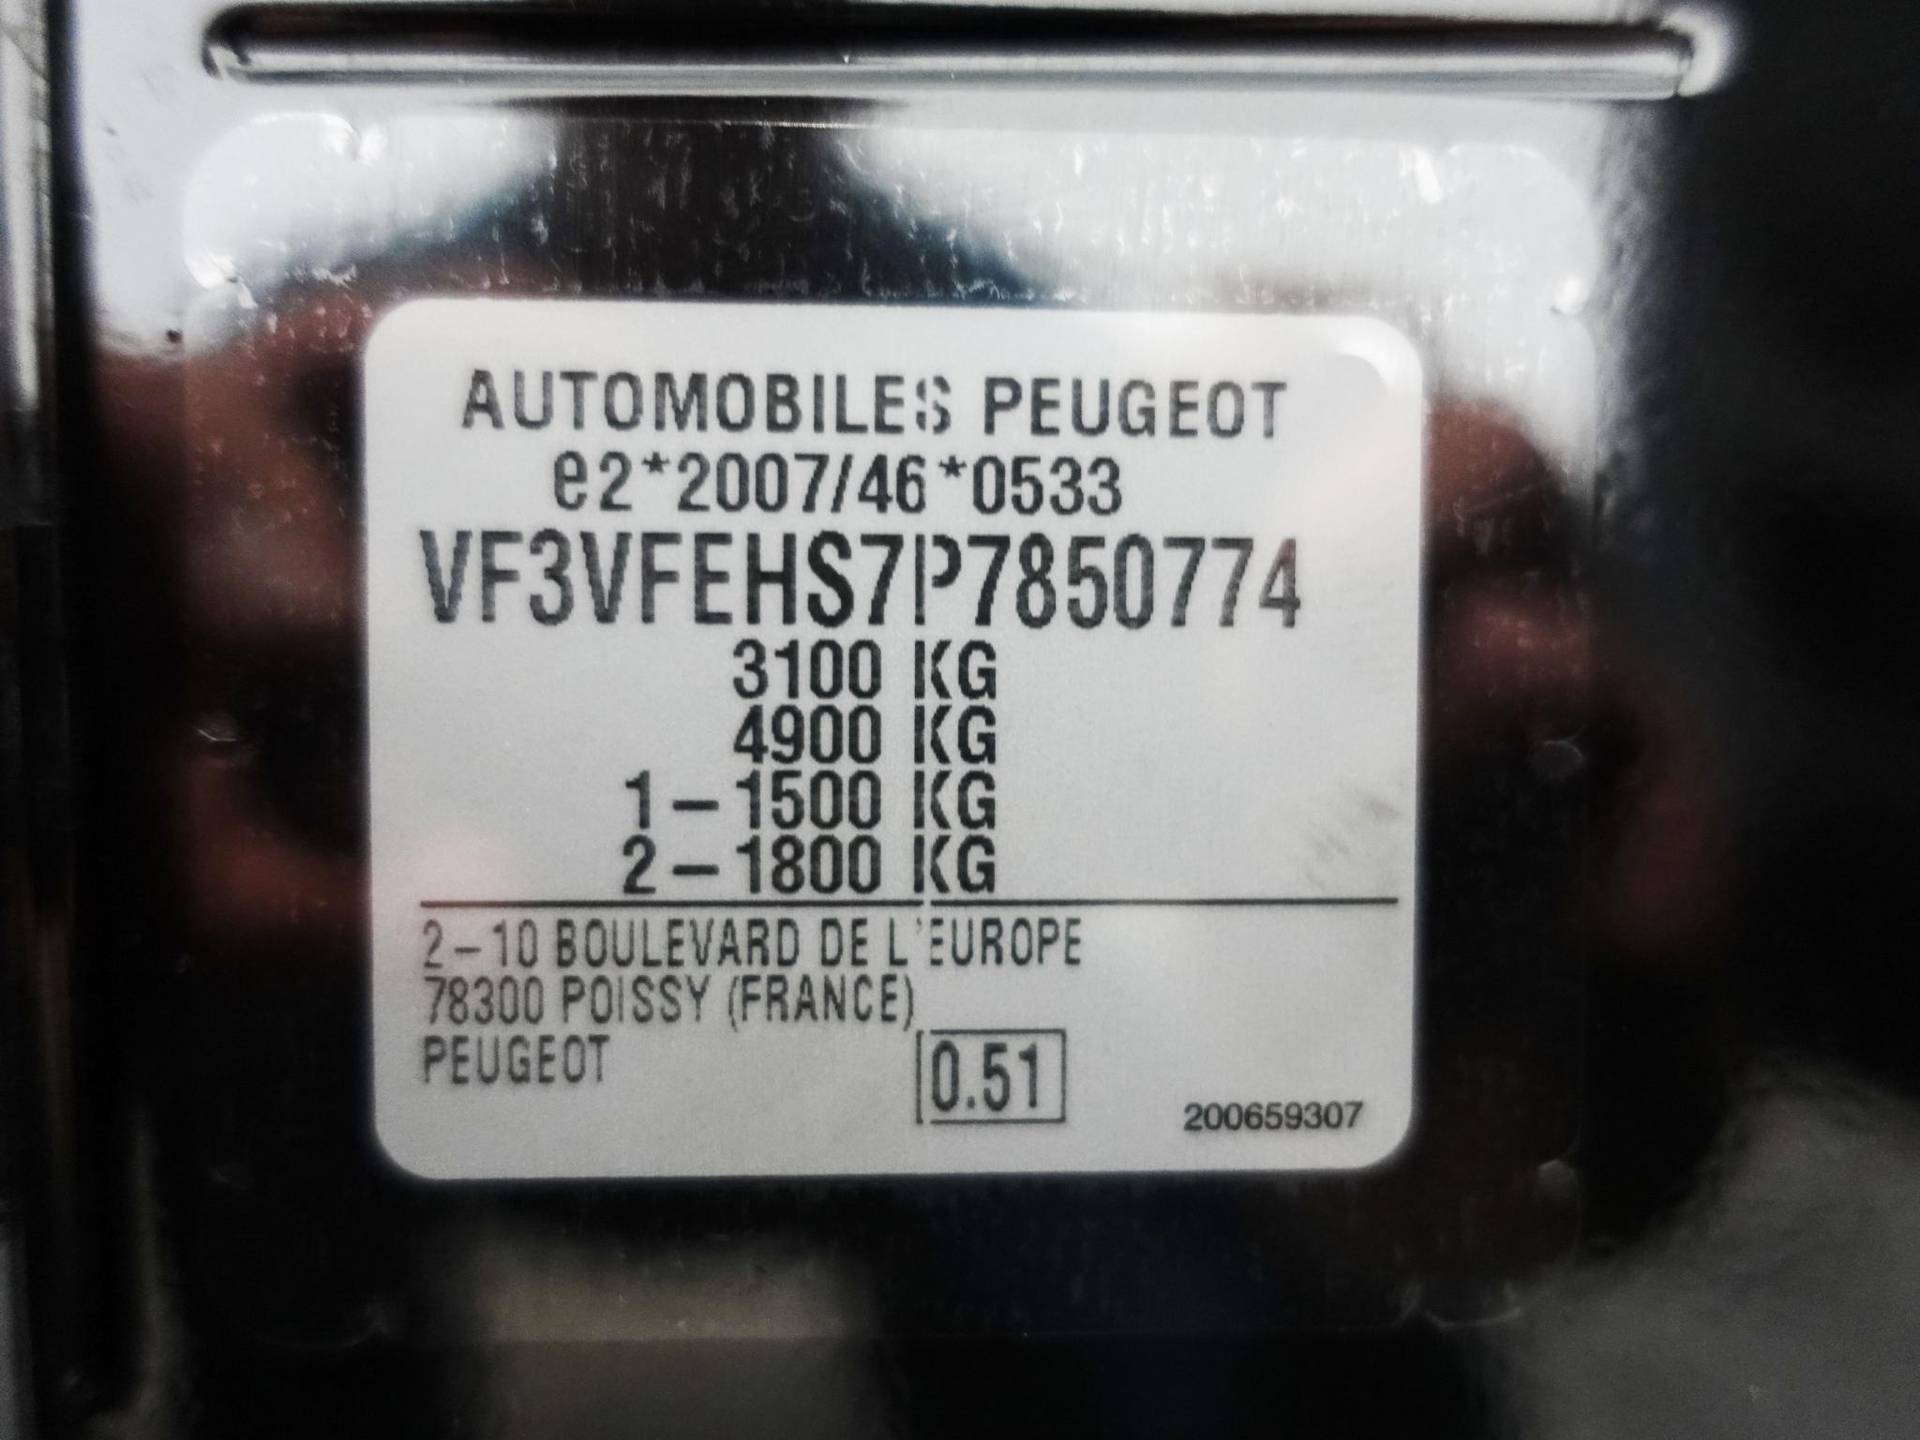 AUTOMOBILES PEUGEOT
e2*2007/46*0533
VF3VFEHS7P7850774
3100 KG
4900 KG
1-1500 KG
2-1800 KG
2-10 BOULEVARD DE L'EUROPE
78300 POISSY (FRANCE)
PEUGEOT
0.51
200659307